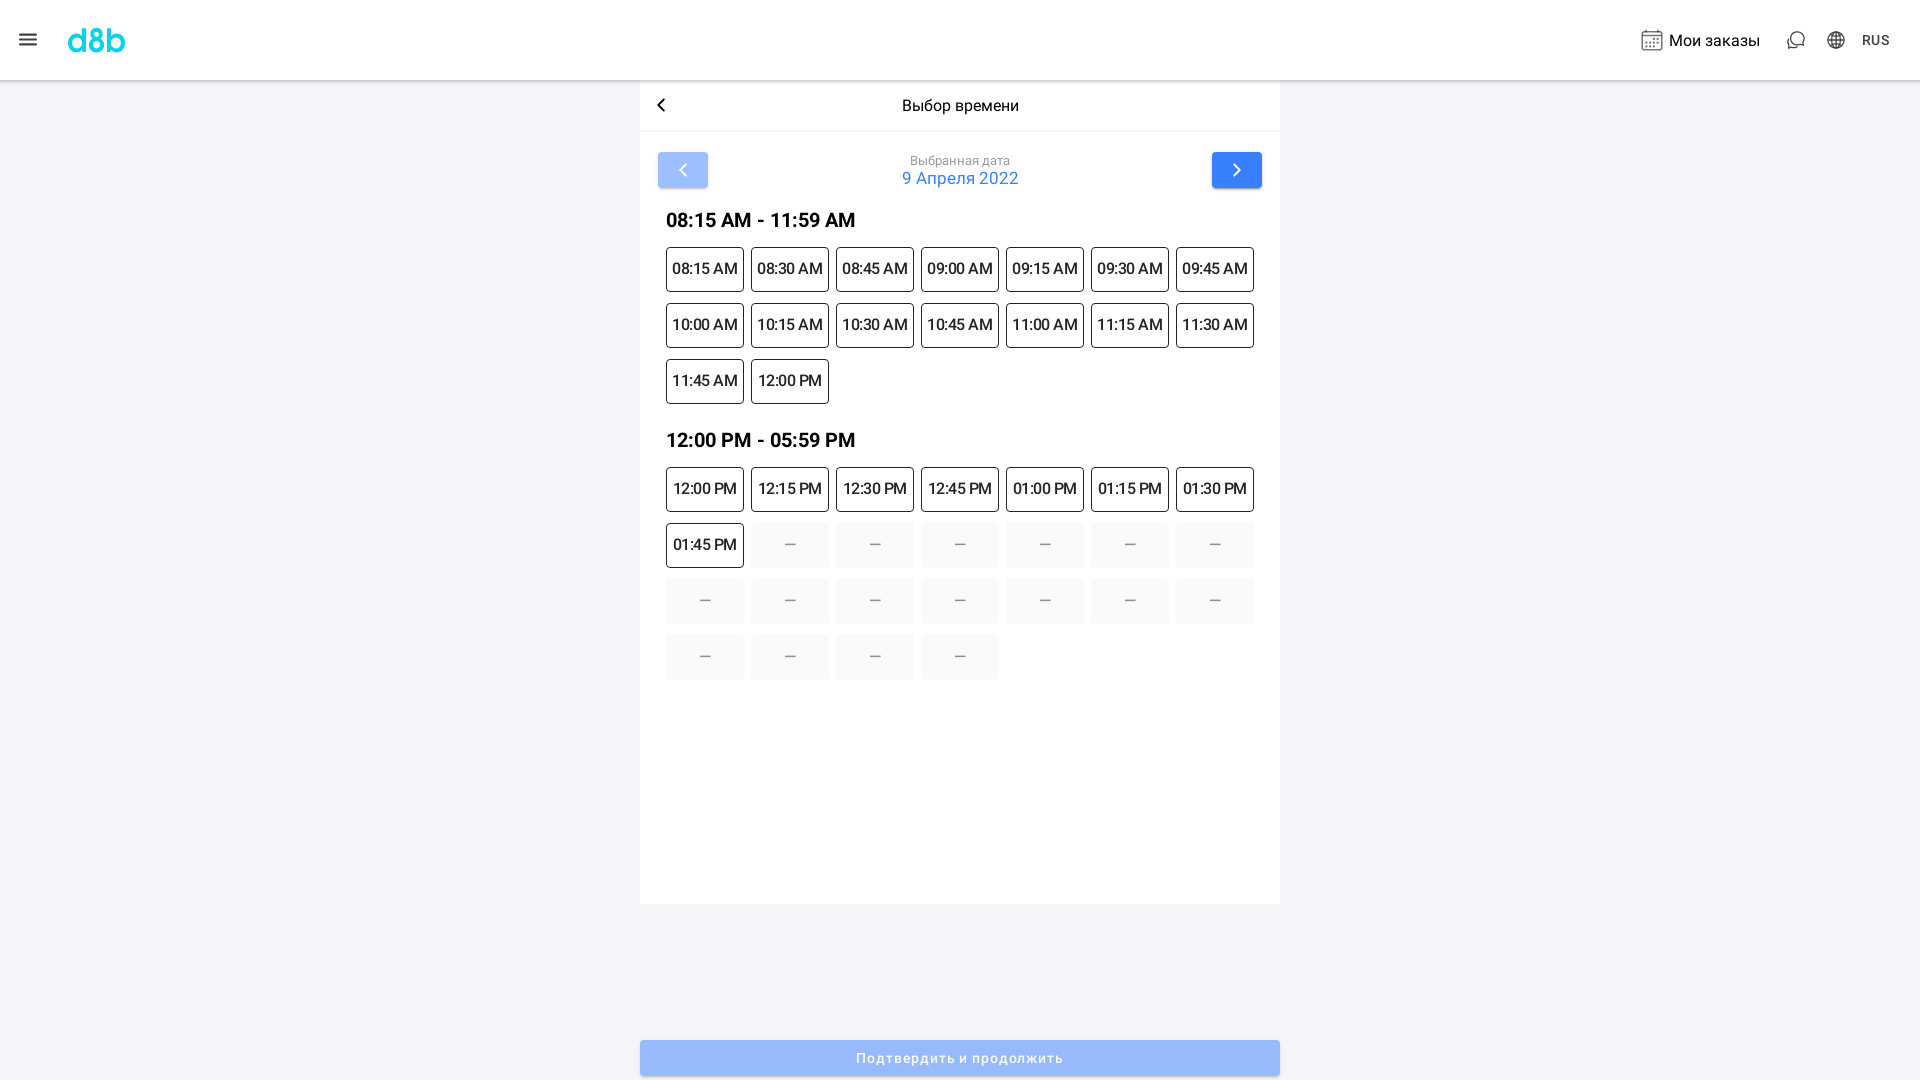 d8b
Мои заказы
RUS
Выбор времени
Выбранная дата
9 Апреля 2022
08:15 AM - 11:59 AM
08:15 AM 08:30 AM 08:45 AM 09:00 AM 09:15 AM 09:30 AM 09:45 AM
10:00 AM 10:15 AM 10:30 AM 10:45 AM 11:00 AM 11:15 AM 11:30 AM
11:45 AM 12:00 PM
12:00 PM - 05:59 PM
12:00 PM 12:15 PM 12:30 PM 12:45 PM 01:00 PM 01:15 PM 01:30 PM
01:45 PM — — — — — —
— — — — — — —
— — — —
Подтвердить и продолжить